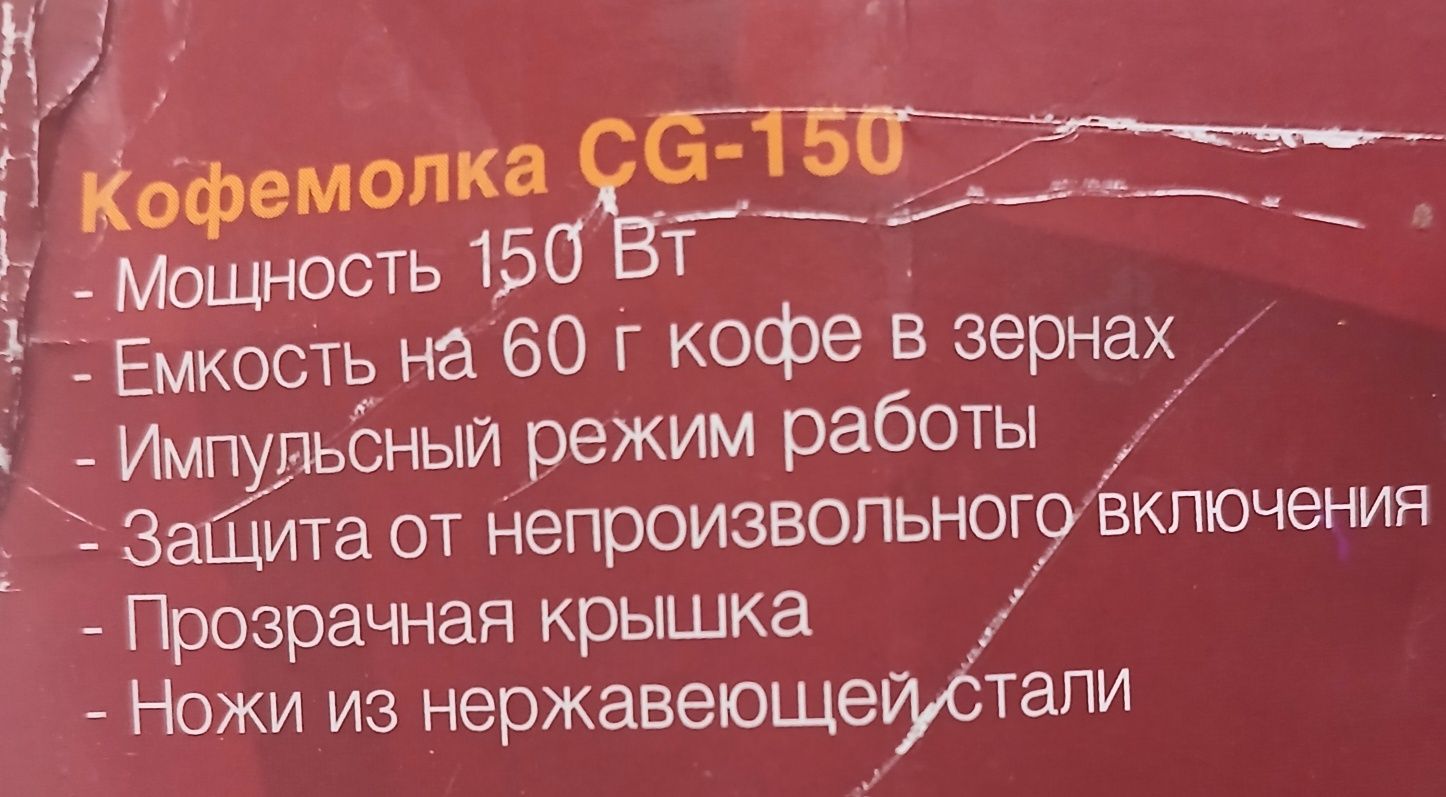 Кофемолка CG-150
- Мощность 150 Вт
- Емкость на 60 г кофе в зернах
- Импульсный режим работы
- Защита от непроизвольного включения
- Прозрачная крышка
- Ножи из нержавеющей стали